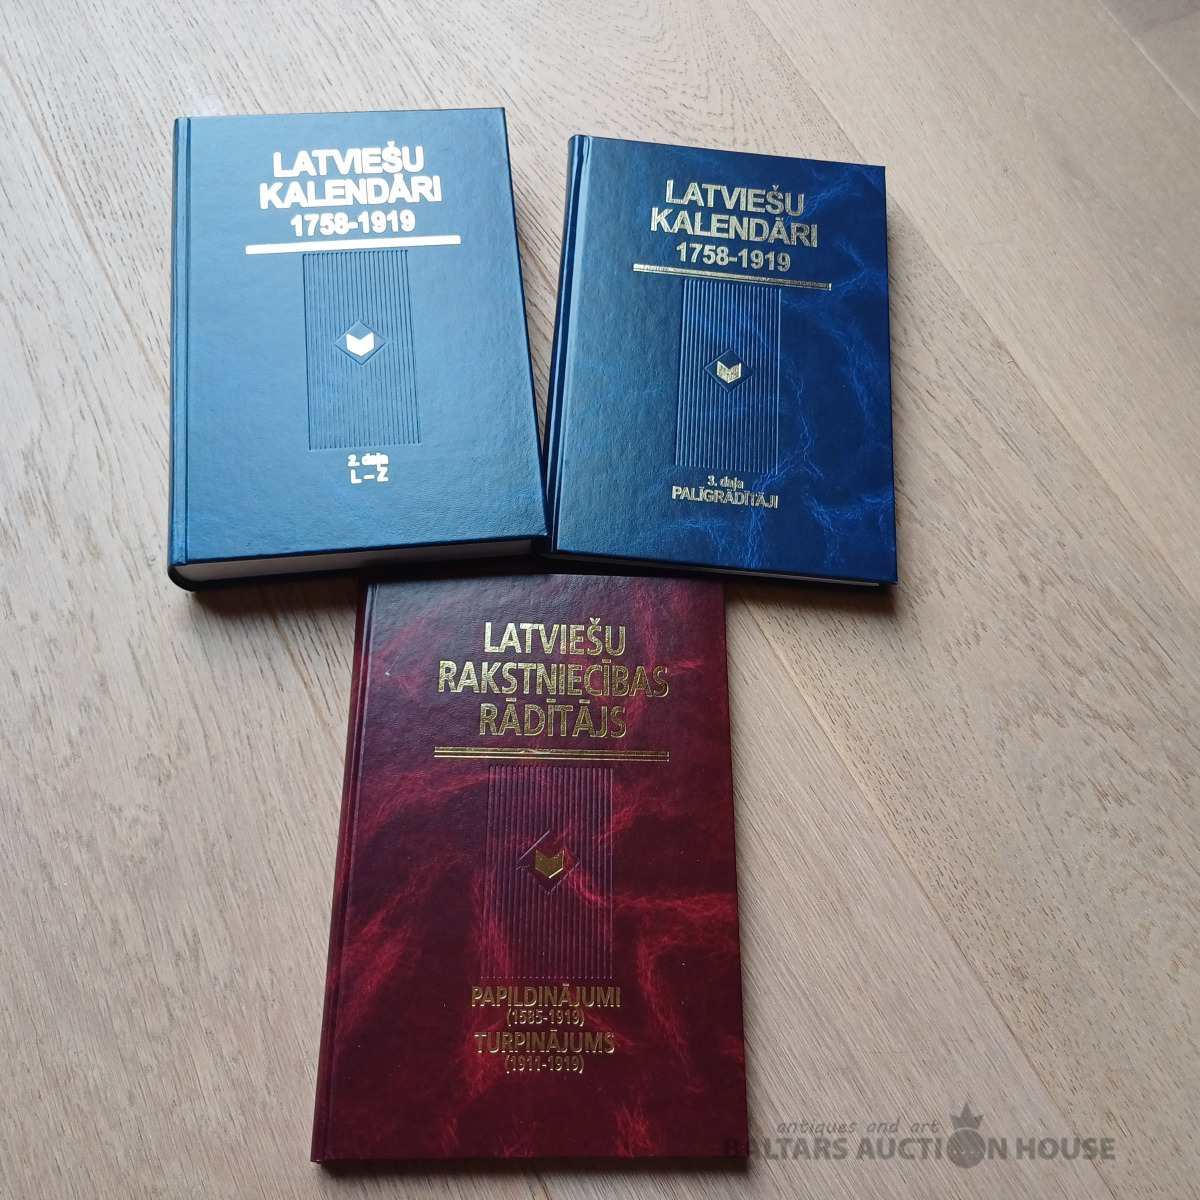 LATVIEŠU
KALENDĀRI
1758-1919
2. daļa
L – Z
LATVIEŠU
KALENDĀRI
1758-1919
3. daļa
PALĪGRĀDĪTĀJI
LATVIEŠU
RAKSTNIECĪBAS
RĀDĪTĀJS
PAPILDINĀJUMI
(1585-1919)
TURPINĀJUMS
(1911-1919)
antiques and art
BALTARS AUCTION HOUSE